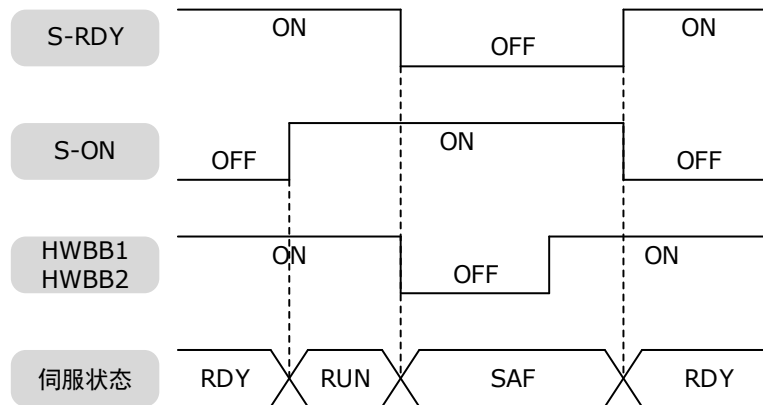 S-RDY
ON
OFF
ON
S-ON
OFF
ON
OFF
HWBB1
HWBB2
ON
OFF
ON
伺服状态
RDY
RUN
SAF
RDY